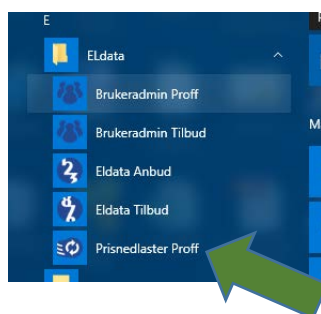 E
ELdata
Brukeradmin Proff
Brukeradmin Tilbud
Eldata Anbud
Eldata Tilbud
Prisnedlaster Proff
M